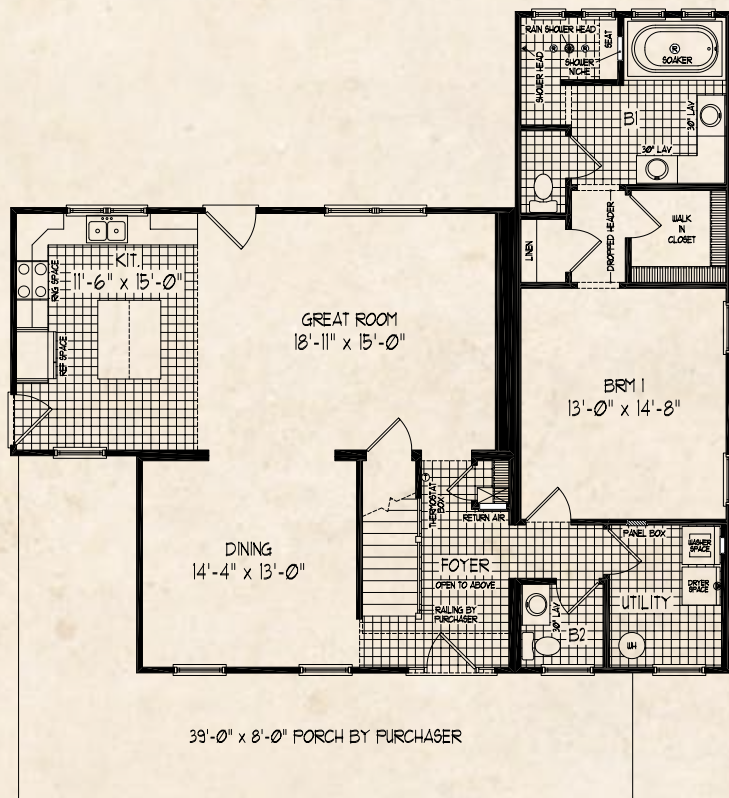 RAIN SHOWER HEAD
SEAT
SHOWER HEAD
SHOWER
NICHE
R
R
R
R
SOAKER
B1
30" LAV
30" LAV
DROPPED HEADER
LINEN
WALK
IN
CLOSET
KIT.
11'-6" x 15'-0"
RNG SPACE
REF SPACE
GREAT ROOM
18'-11" x 15'-0"
BRM 1
13'-0" x 14'-8"
THERMOSTAT
BOX
RETURN AIR
DINING
14'-4" x 13'-0"
FOYER
OPEN TO ABOVE
RAILING BY
PURCHASER
PANEL BOX
WASHER
SPACE
DRYER
SPACE
UTILITY
30" LAV
B2
WH
39'-0" x 8'-0" PORCH BY PURCHASER